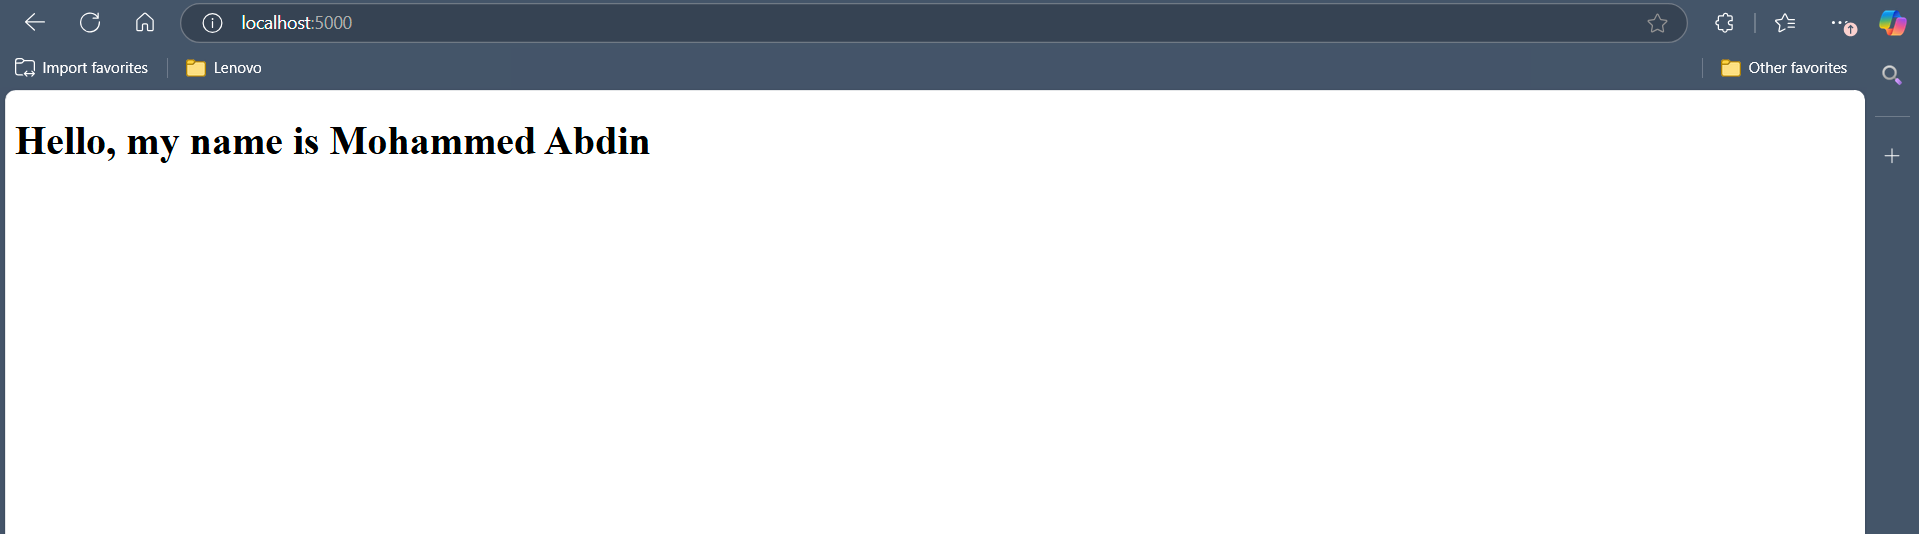 localhost:5000
Import favorites
Lenovo
Other favorites
Hello, my name is Mohammed Abdin